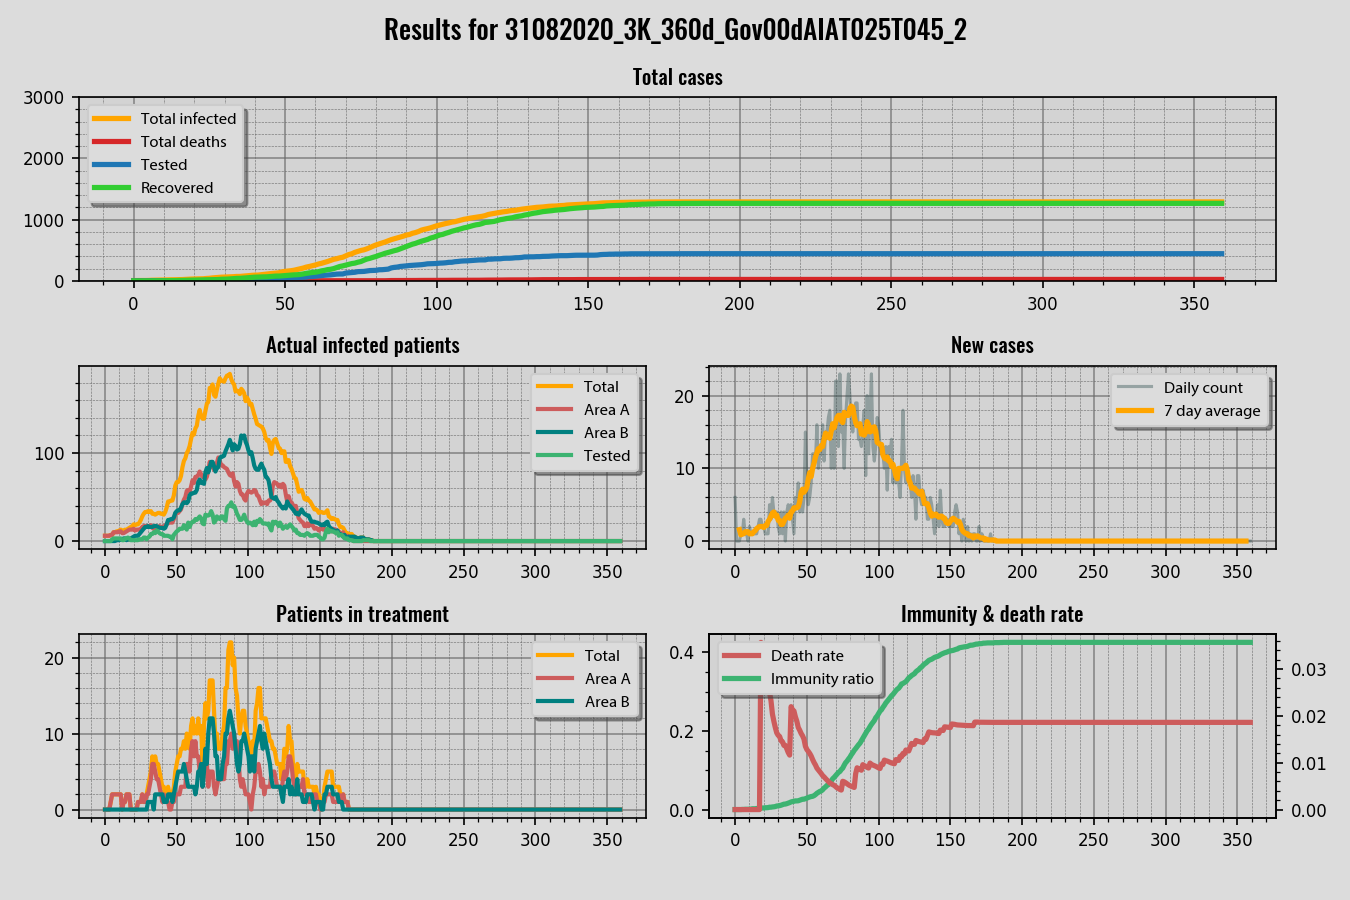 Results for 31082020_3K_360d_Gov00dAIAT025T045_2
Total cases
3000
2000
1000
0
Total infected
Total deaths
Tested
Recovered
0 50 100 150 200 250 300 350
Actual infected patients
100
0
Total
Area A
Area B
Tested
0 50 100 150 200 250 300 350
New cases
20
10
0
Daily count
7 day average
0 50 100 150 200 250 300 350
Patients in treatment
20
10
0
Total
Area A
Area B
0 50 100 150 200 250 300 350
Immunity & death rate
0.4
0.2
0.0
Death rate
Immunity ratio
0.03
0.02
0.01
0.00
0 50 100 150 200 250 300 350